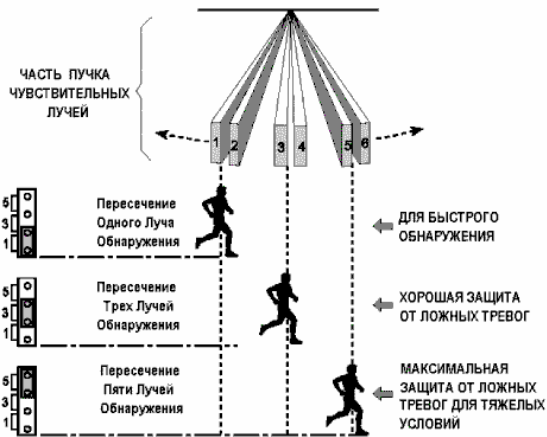 ЧАСТЬ ПУЧКА
ЧУВСТВИТЕЛЬНЫХ
ЛУЧЕЙ
1 2 3 4 5 6
5
3
1
Пересечение
Одного Луча
Обнаружения
ДЛЯ БЫСТРОГО
ОБНАРУЖЕНИЯ
5
3
1
Пересечение
Трех Лучей
Обнаружения
ХОРОШАЯ ЗАЩИТА
ОТ ЛОЖНЫХ ТРЕВОГ
5
3
1
Пересечение
Пяти Лучей
Обнаружения
МАКСИМАЛЬНАЯ
ЗАЩИТА ОТ ЛОЖНЫХ
ТРЕВОГ ДЛЯ ТЯЖЕЛЫХ
УСЛОВИЙ